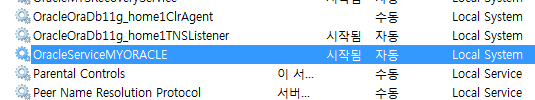 OracleOraDb11g_home1ClrAgent 수동 Local System
OracleOraDb11g_home1TNSListener 시작됨 자동 Local System
OracleServiceMYORACLE 시작됨 자동 Local System
Parental Controls 이 서... 수동 Local Service
Peer Name Resolution Protocol 서버... 수동 Local Service